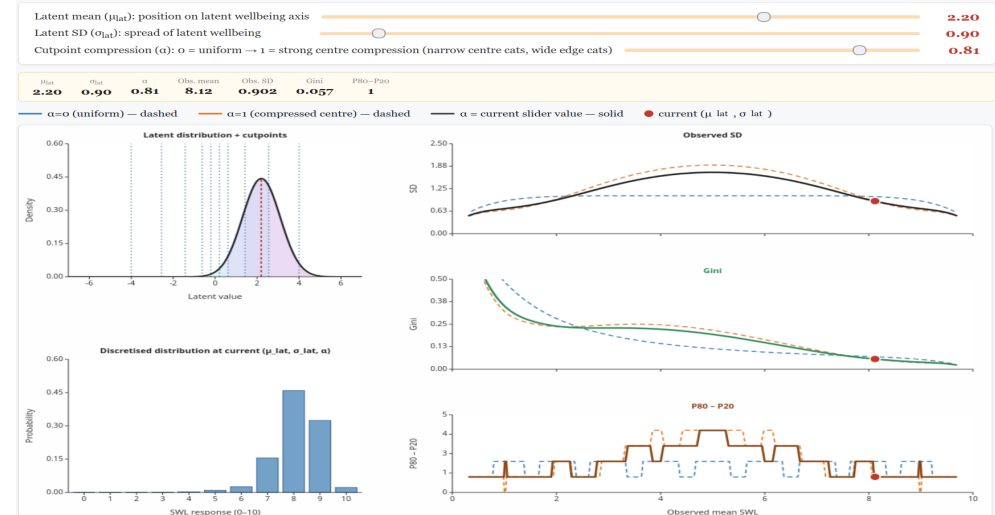 Latent mean (μlat): position on latent wellbeing axis 2.20
Latent SD (σlat): spread of latent wellbeing 0.90
Cutpoint compression (α): 0 = uniform → 1 = strong centre compression (narrow centre cats, wide edge cats) 0.81
μlat σlat α Obs. mean Obs. SD Gini P80–P20
2.20 0.90 0.81 8.12 0.902 0.057 1
α=0 (uniform) — dashed α=1 (compressed centre) — dashed α = current slider value — solid current (μ lat , σ lat )
Latent distribution + cutpoints
0.60
0.45
0.30
0.15
0.00
Density
-6 -4 -2 0 2 4 6
Latent value
Observed SD
2.50
1.88
1.25
0.63
0.00
SD
2 4 6 8
Gini
0.50
0.38
0.25
0.13
0.00
Gini
2 4 6 8
Discretised distribution at current (μ_lat, σ_lat, α)
0.60
0.45
0.30
0.15
0.00
Probability
0 1 2 3 4 5 6 7 8 9 10
SWL response (0–10)
P80 – P20
5
4
3
1
0
P80 – P20
0 2 4 6 8 10
Observed mean SWL